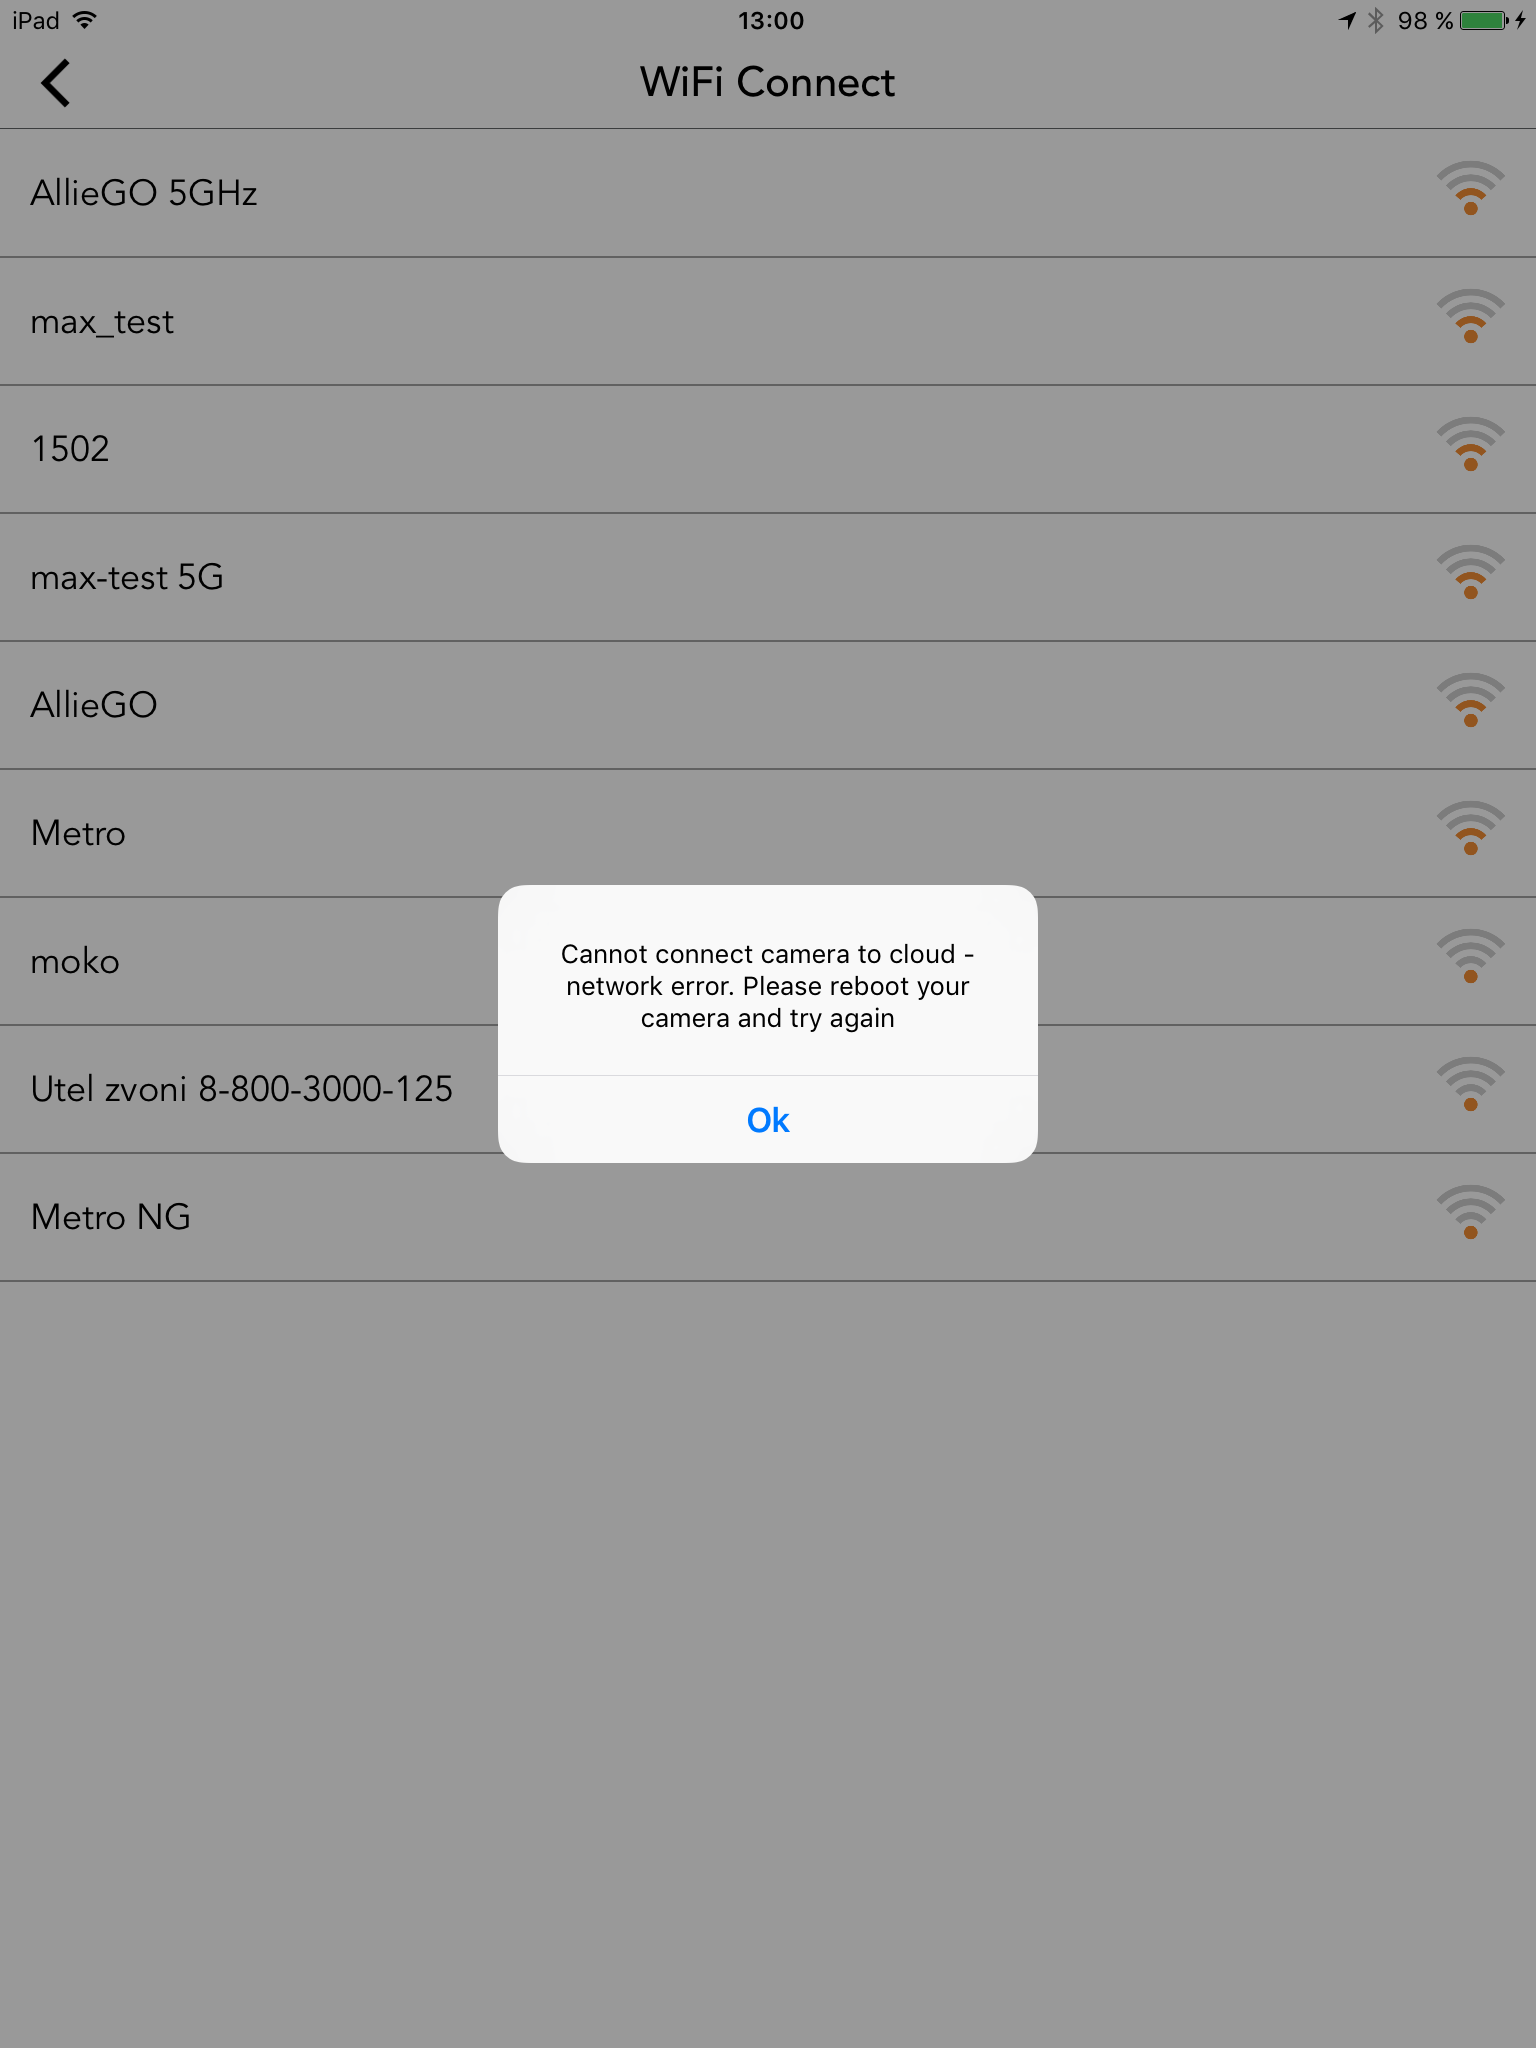 iPad
13:00
98 %
WiFi Connect
AllieGO 5GHz
max_test
1502
max-test 5G
AllieGO
Metro
moko
Utel zvoni 8-800-3000-125
Metro NG
Cannot connect camera to cloud -
network error. Please reboot your
camera and try again
Ok